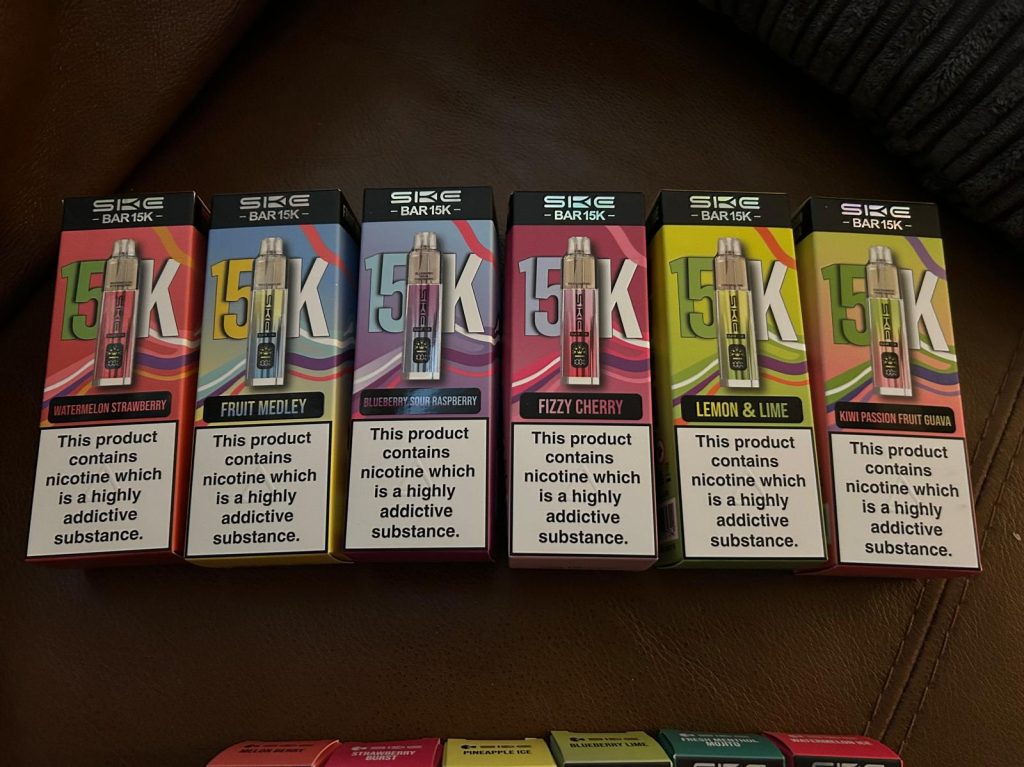 SKE
BAR 15K
15K
WATERMELON STRAWBERRY
This product
contains
nicotine which
is a highly
addictive
substance.
SKE
BAR 15K
15K
FRUIT MEDLEY
This product
contains
nicotine which
is a highly
addictive
substance.
SKE
BAR 15K
15K
SKE
BLUEBERRY SOUR RASPBERRY
This product
contains
nicotine which
is a highly
addictive
substance.
SKE
BAR 15K
15K
FIZZY CHERRY
This product
contains
nicotine which
is a highly
addictive
substance.
SKE
BAR 15K
15K
SKE
LEMON & LIME
This product
contains
nicotine which
is a highly
addictive
substance.
SKE
BAR 15K
15K
KIWI PASSION FRUIT GUAVA
This product
contains
nicotine which
is a highly
addictive
substance.
MELON BERRY
STRAWBERRY
BURST
PINEAPPLE ICE
BLUEBERRY LIME
FRESH MENTHOL
MOJITO
SKE
WATERMELON ICE